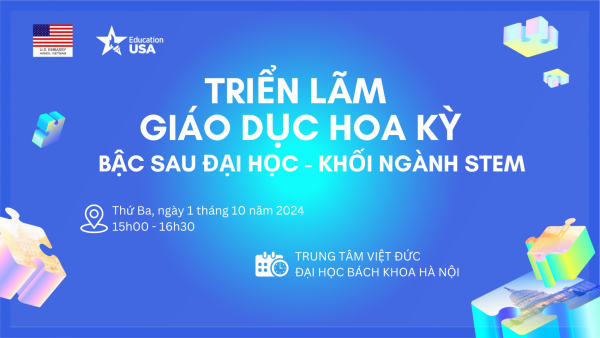 U.S. EMBASSY
HANOI, VIETNAM
Education
USA
TRIỂN LÃM
GIÁO DỤC HOA KỲ
BẬC SAU ĐẠI HỌC - KHỐI NGÀNH STEM
Thứ Ba, ngày 1 tháng 10 năm 2024
15h00 - 16h30
TRUNG TÂM VIỆT ĐỨC
ĐẠI HỌC BÁCH KHOA HÀ NỘI